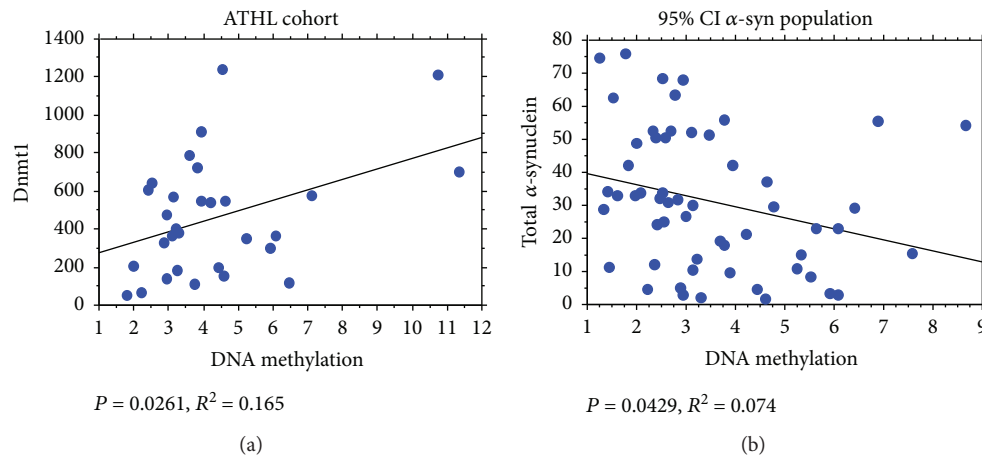 ATHL cohort
Dnmt1
1400
1200
1000
800
600
400
200
0
1 2 3 4 5 6 7 8 9 10 11 12
DNA methylation
P = 0.0261, R² = 0.165
(a)
95% CI α-syn population
Total α-synuclein
80
70
60
50
40
30
20
10
0
1 2 3 4 5 6 7 8 9
DNA methylation
P = 0.0429, R² = 0.074
(b)